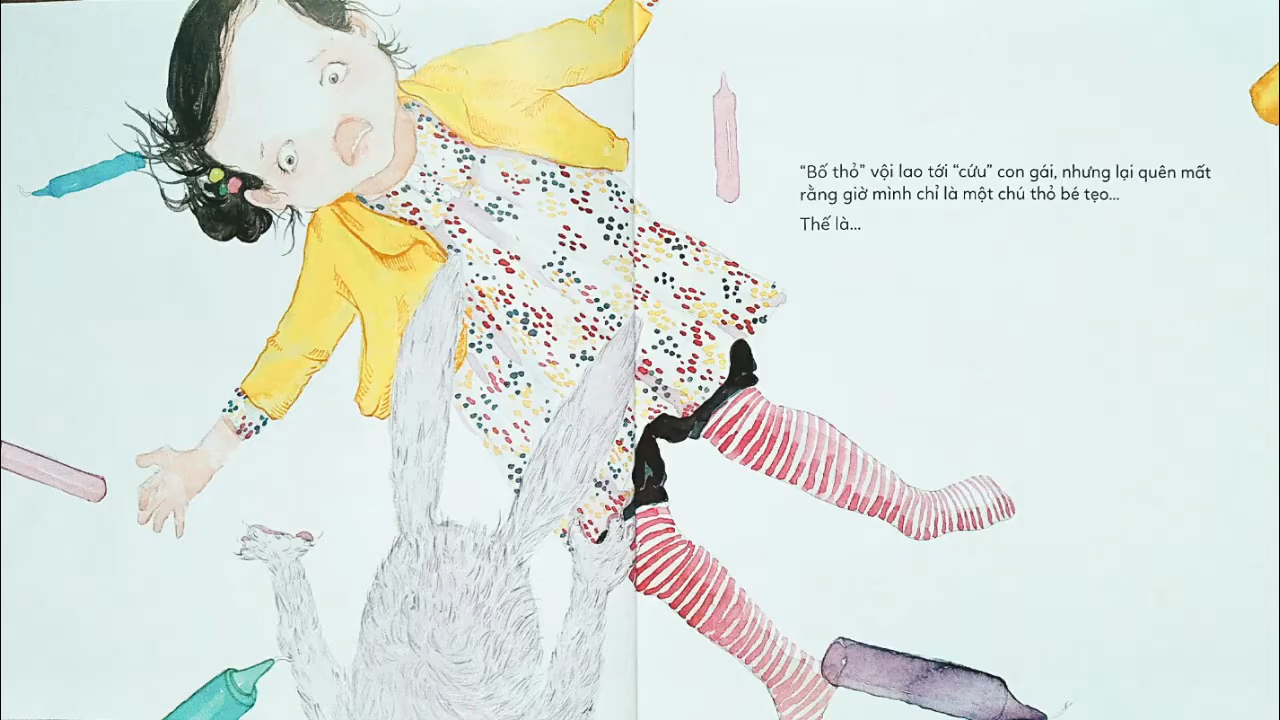 “Bố thỏ” vội lao tới “cứu” con gái, nhưng lại quên mất
rằng giờ mình chỉ là một chú thỏ bé tẹo...
Thế là...